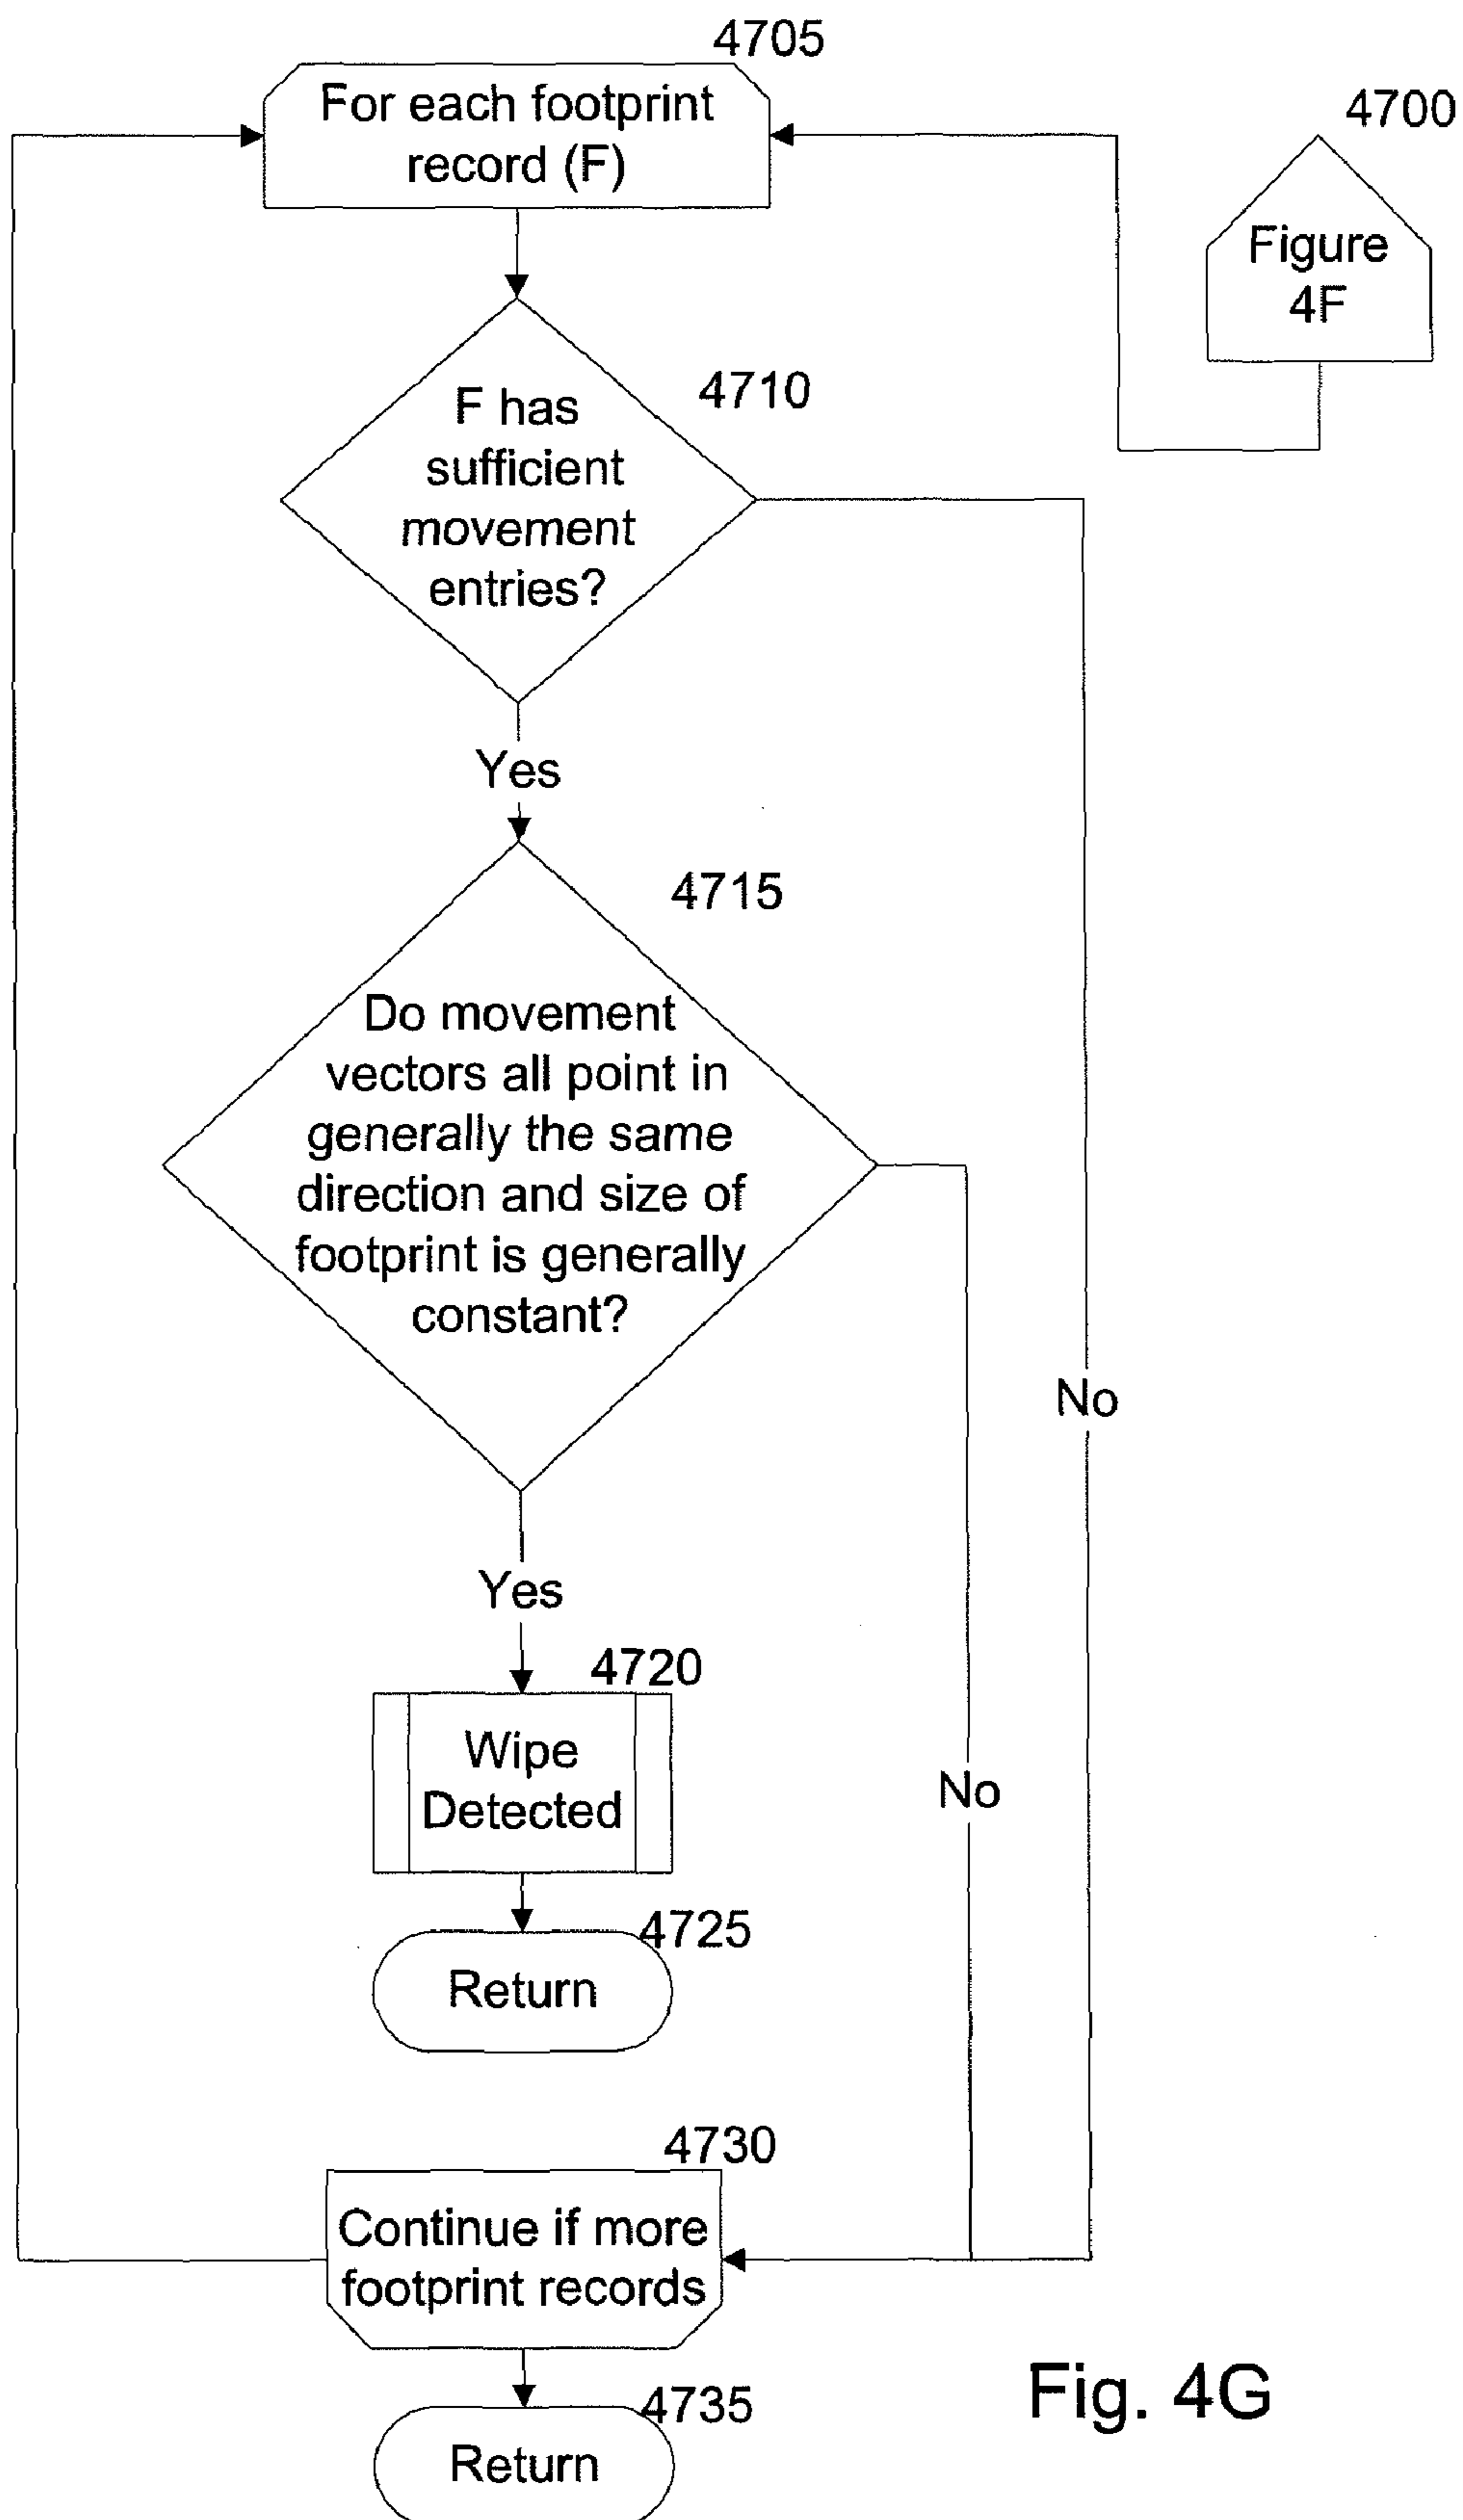 4705
For each footprint
record (F)
4700
Figure
4F
4710
F has
sufficient
movement
entries?
Yes
4715
Do movement
vectors all point in
generally the same
direction and size of
footprint is generally
constant?
No
Yes
4720
Wipe
Detected
No
4725
Return
4730
Continue if more
footprint records
Fig. 4G
4735
Return